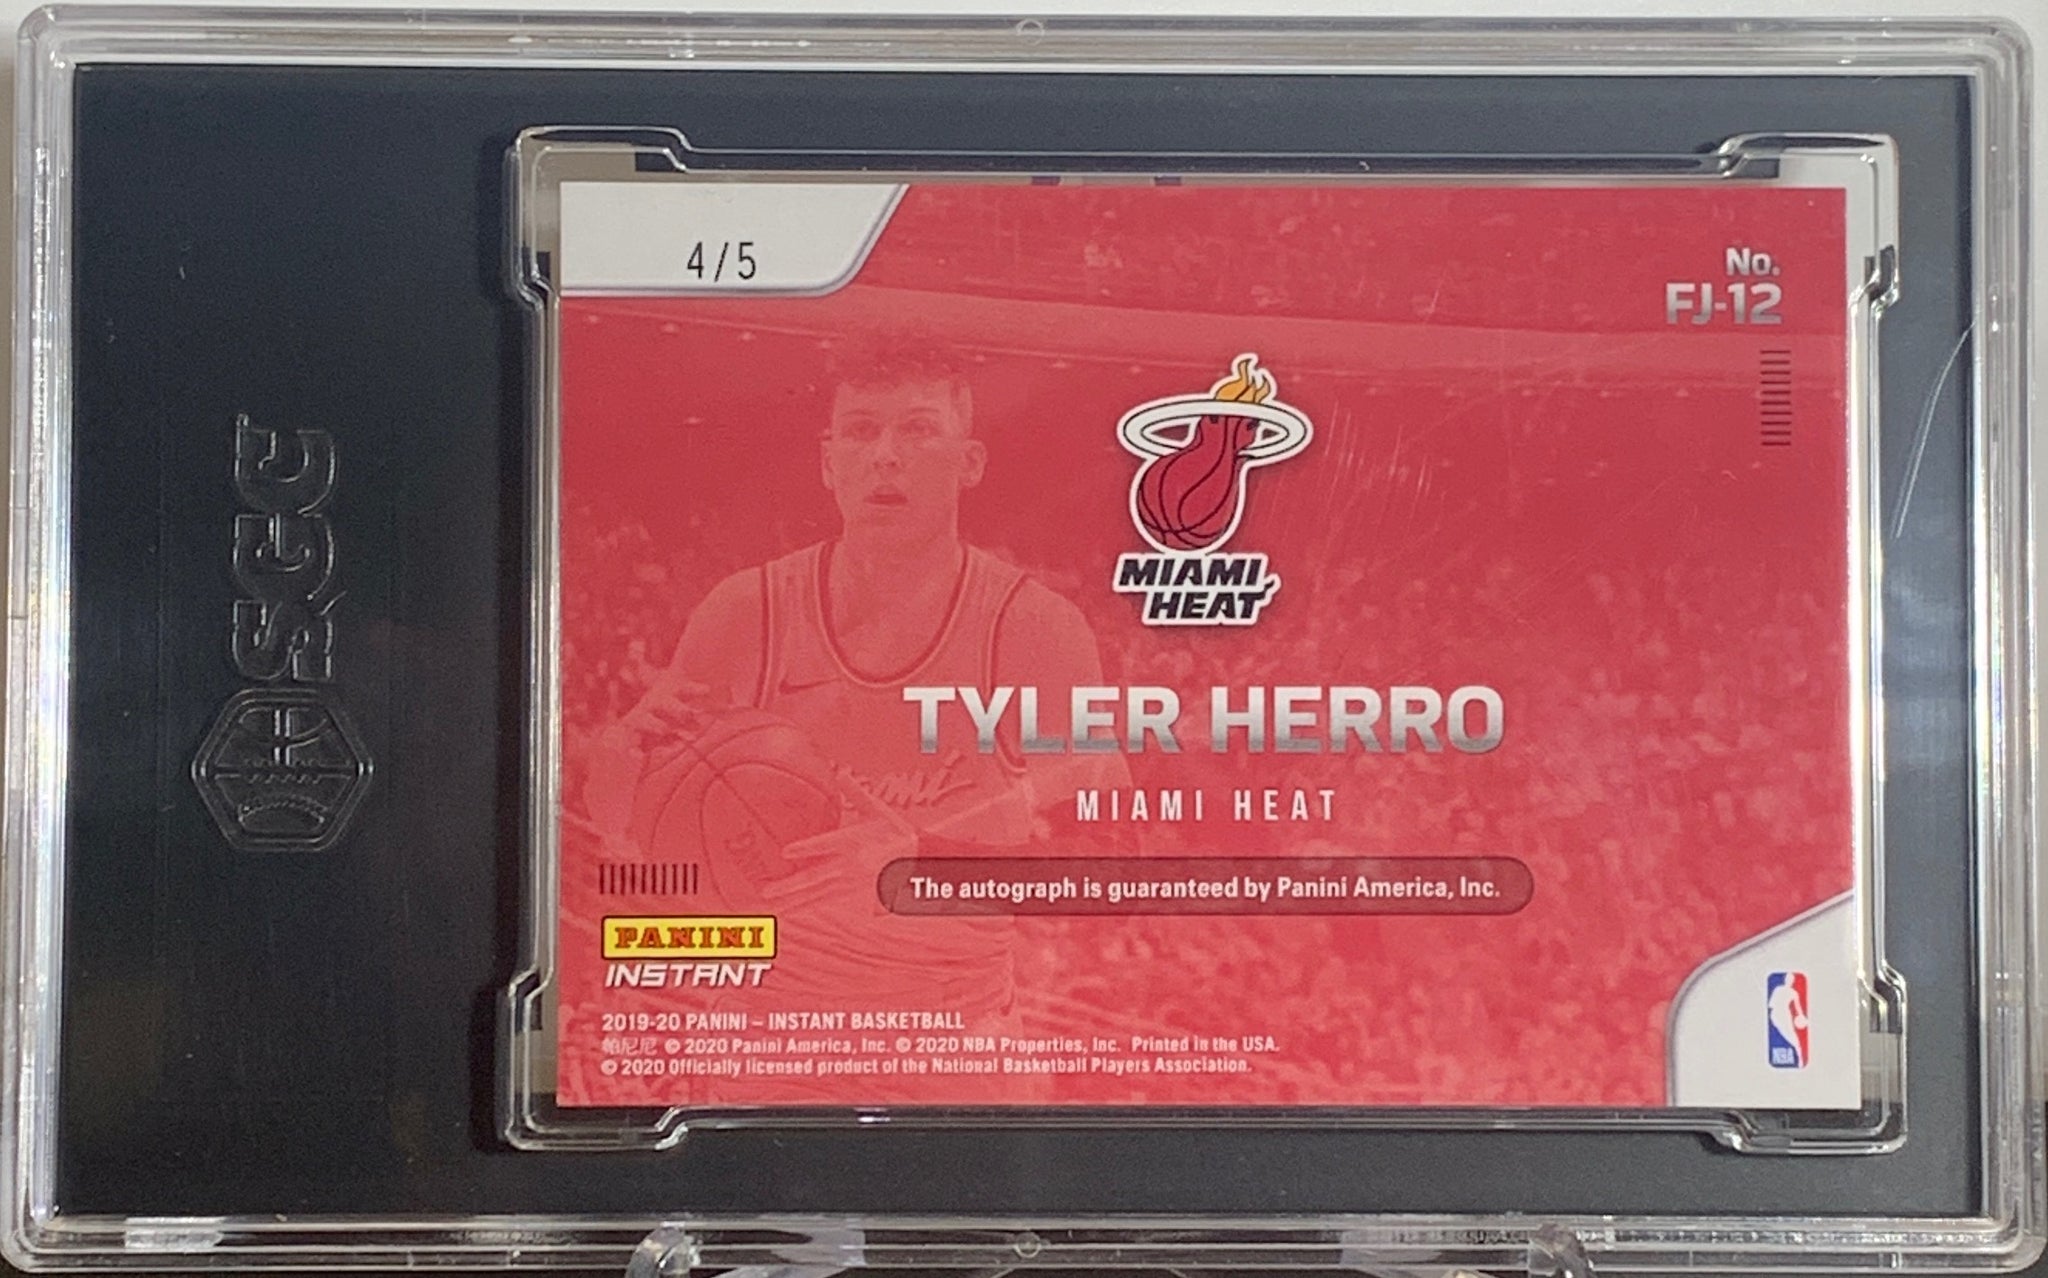 SGC
4/5
No.
FJ-12
MIAMI
HEAT
TYLER HERRO
MIAMI HEAT
The autograph is guaranteed by Panini America, Inc.
PANINI
INSTANT
2019-20 PANINI – INSTANT BASKETBALL
帕尼尼 © 2020 Panini America, Inc. © 2020 NBA Properties, Inc. Printed in the USA.
© 2020 Officially licensed product of the National Basketball Players Association.
NBA